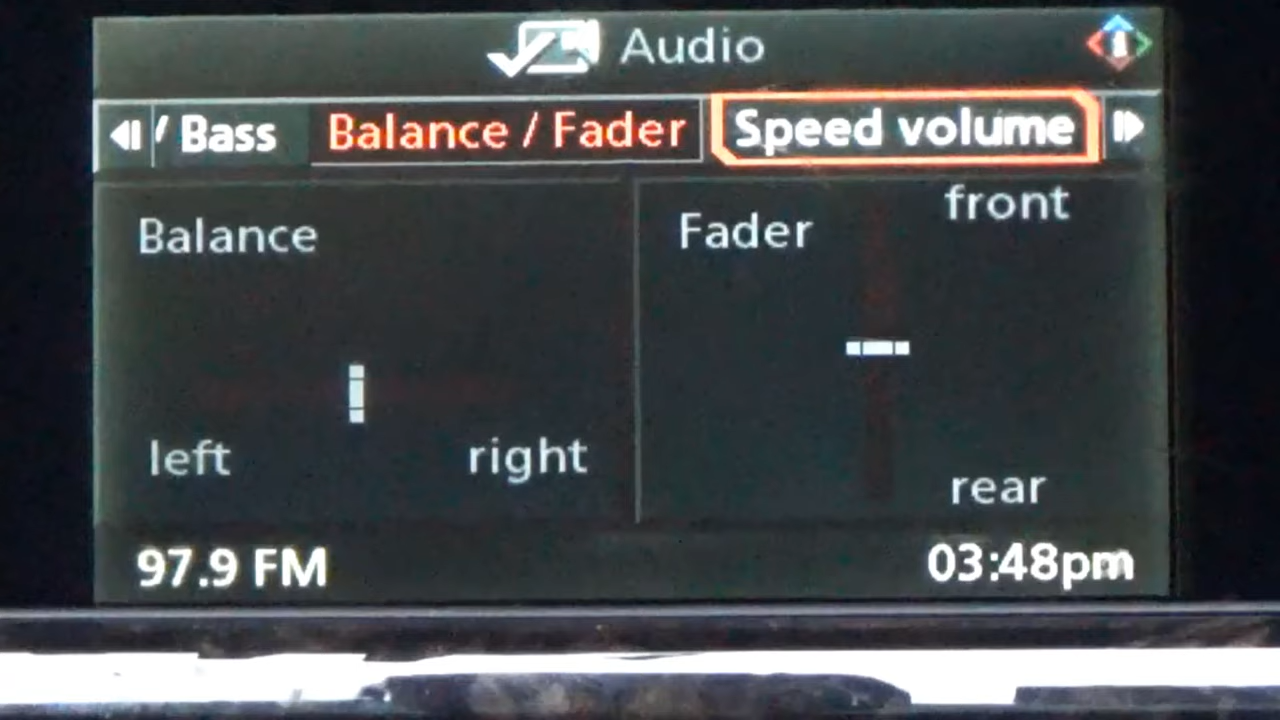 Audio
/ Bass Balance / Fader Speed volume
Balance Fader front
left right
rear
97.9 FM 03:48pm